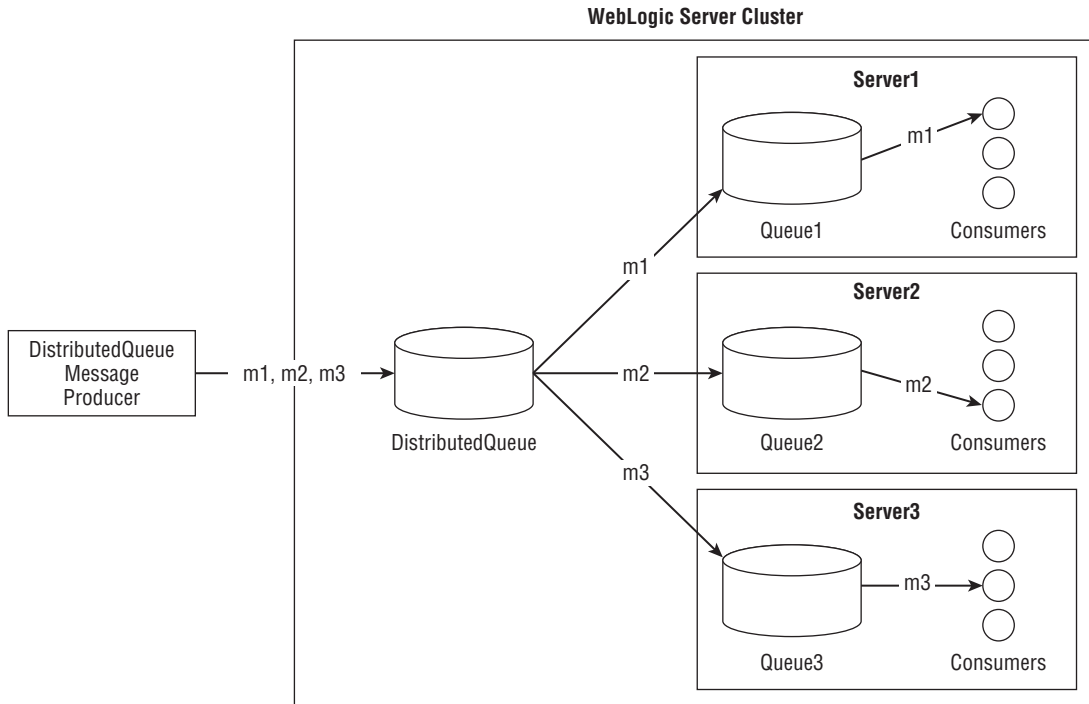 WebLogic Server Cluster
Server1
m1
Queue1
Consumers
m1
Server2
DistributedQueue
Message
Producer
m1, m2, m3
DistributedQueue
m2
m2
Queue2
Consumers
m3
Server3
m3
Queue3
Consumers